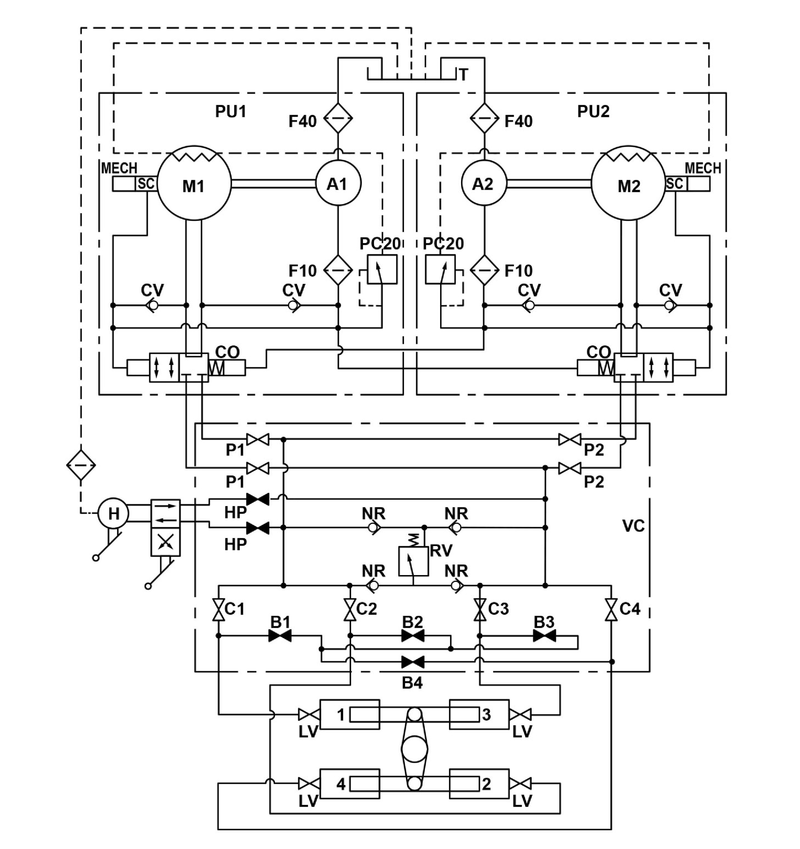 T
PU1
PU2
F40
F40
MECH
SC
M1
A1
A2
M2
SC
MECH
PC20
PC20
F10
F10
CV
CV
CV
CV
CO
CO
P1
P2
P1
P2
HP
NR
NR
H
VC
HP
RV
NR
NR
C1
C2
C3
C4
B1
B2
B3
B4
1
3
LV
LV
4
2
LV
LV